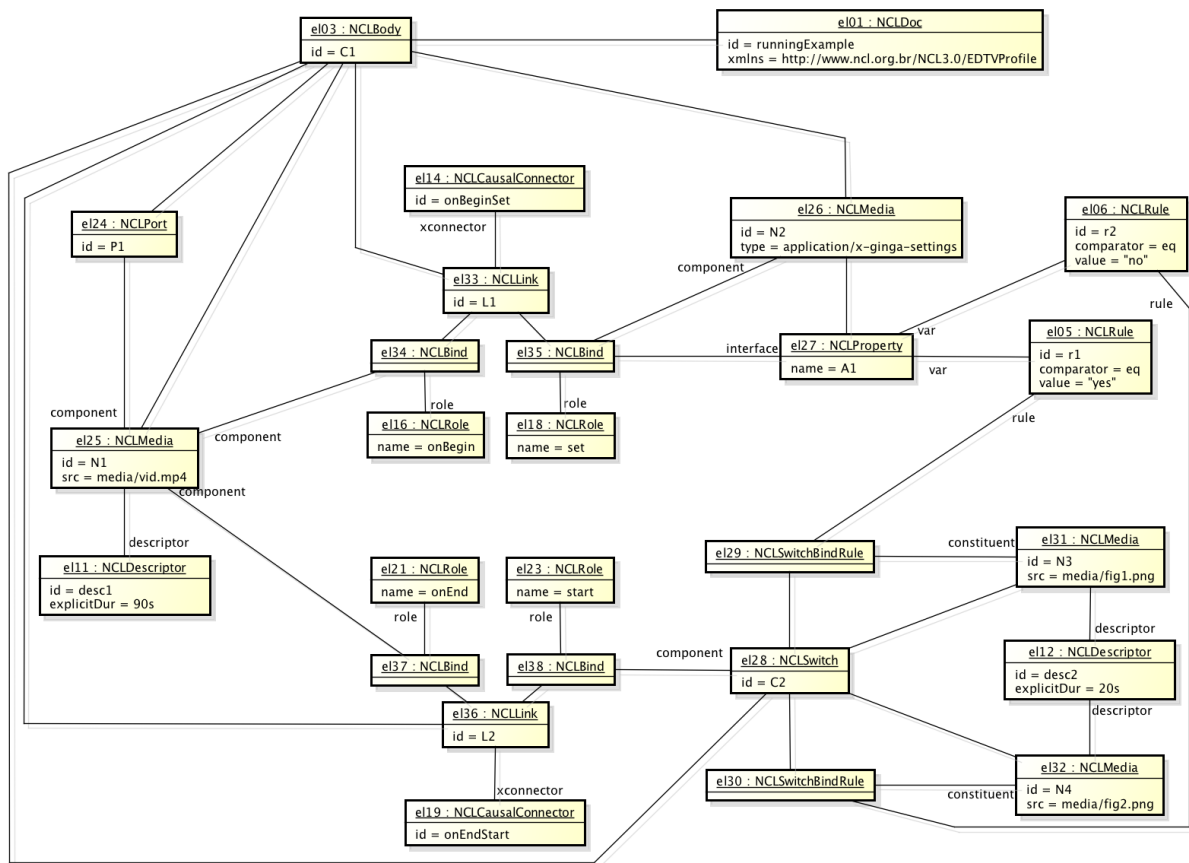 el03 : NCLBody
id = C1
el01 : NCLDoc
id = runningExample
xmlns = http://www.ncl.org.br/NCL3.0/EDTVProfile
el14 : NCLCausalConnector
id = onBeginSet
xconnector
el24 : NCLPort
id = P1
el26 : NCLMedia
id = N2
type = application/x-ginga-settings
component
el06 : NCLRule
id = r2
comparator = eq
value = "no"
rule
el33 : NCLLink
id = L1
el34 : NCLBind
role
el35 : NCLBind
role
interface
el27 : NCLProperty
name = A1
var
var
el05 : NCLRule
id = r1
comparator = eq
value = "yes"
rule
component
component
el16 : NCLRole
name = onBegin
el18 : NCLRole
name = set
el25 : NCLMedia
id = N1
src = media/vid.mp4
component
descriptor
el11 : NCLDescriptor
id = desc1
explicitDur = 90s
el21 : NCLRole
name = onEnd
role
el23 : NCLRole
name = start
role
el29 : NCLSwitchBindRule
constituent
el31 : NCLMedia
id = N3
src = media/fig1.png
descriptor
el37 : NCLBind
el38 : NCLBind
component
el28 : NCLSwitch
id = C2
el12 : NCLDescriptor
id = desc2
explicitDur = 20s
descriptor
el36 : NCLLink
id = L2
xconnector
el19 : NCLCausalConnector
id = onEndStart
el30 : NCLSwitchBindRule
constituent
el32 : NCLMedia
id = N4
src = media/fig2.png